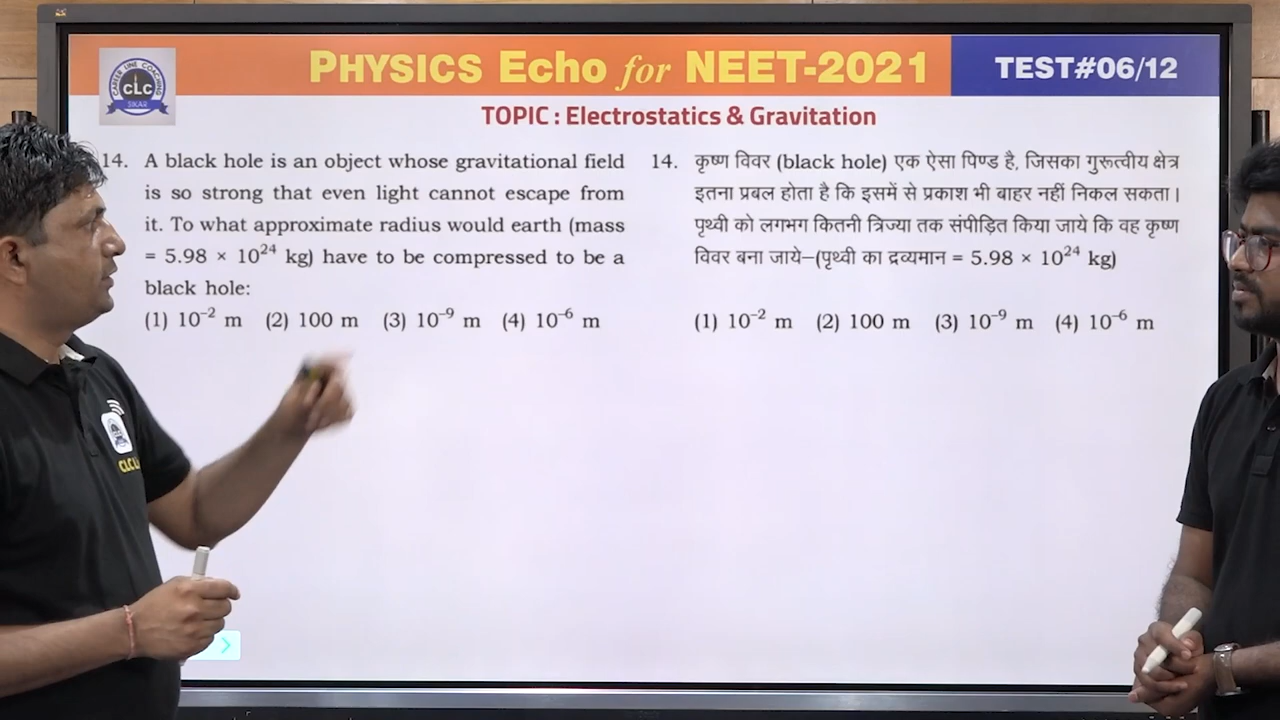 PHYSICS Echo for NEET-2021
TEST#06/12
CAREER LINE COACHING
CLC
SIKAR
TOPIC : Electrostatics & Gravitation
14. A black hole is an object whose gravitational field
is so strong that even light cannot escape from
it. To what approximate radius would earth (mass
= 5.98 × 10²⁴ kg) have to be compressed to be a
black hole:
(1) 10⁻² m (2) 100 m (3) 10⁻⁹ m (4) 10⁻⁶ m
14. कृष्ण विवर (black hole) एक ऐसा पिण्ड है, जिसका गुरूत्वीय क्षेत्र
इतना प्रबल होता है कि इसमें से प्रकाश भी बाहर नहीं निकल सकता।
पृथ्वी को लगभग कितनी त्रिज्या तक संपीड़ित किया जाये कि वह कृष्ण
विवर बना जाये–(पृथ्वी का द्रव्यमान = 5.98 × 10²⁴ kg)
(1) 10⁻² m (2) 100 m (3) 10⁻⁹ m (4) 10⁻⁶ m